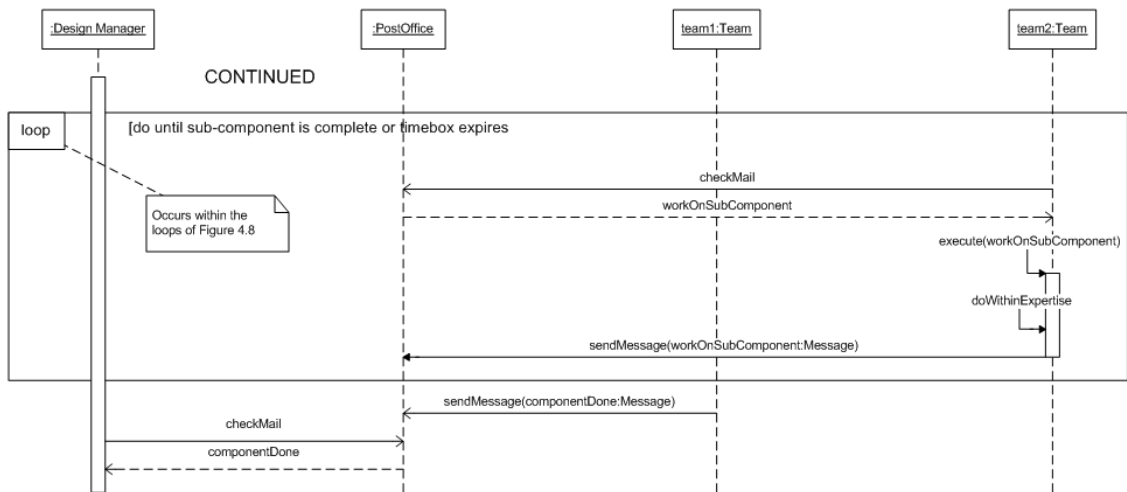 :Design Manager
:PostOffice
team1:Team
team2:Team
CONTINUED
loop
[do until sub-component is complete or timebox expires
checkMail
workOnSubComponent
Occurs within the
loops of Figure 4.8
execute(workOnSubComponent)
doWithinExpertise
sendMessage(workOnSubComponent:Message)
sendMessage(componentDone:Message)
checkMail
componentDone